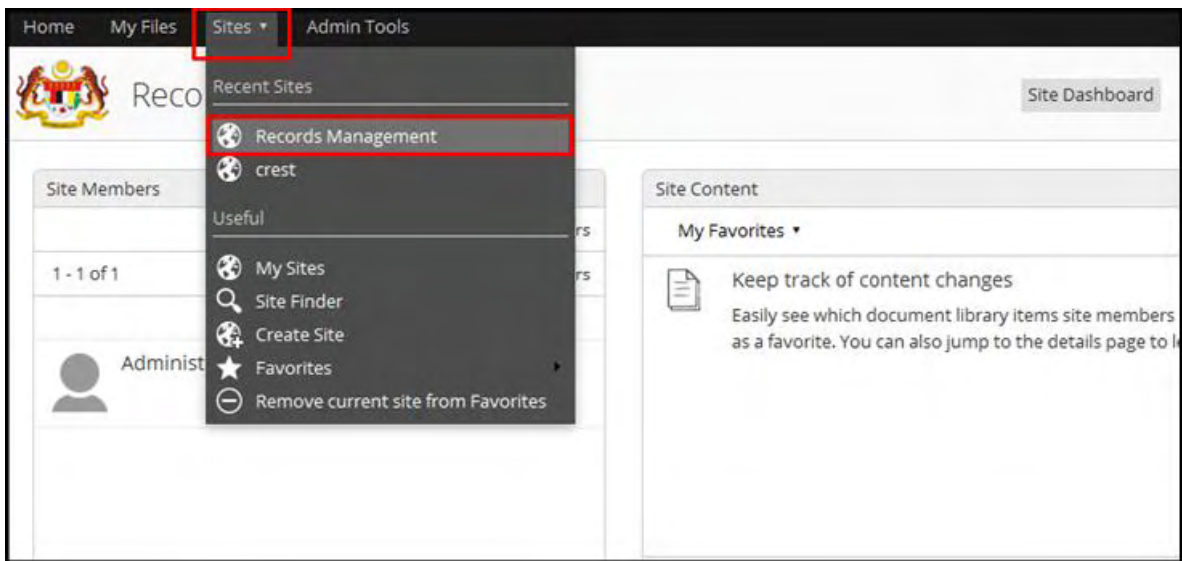 Home My Files Sites Admin Tools
Reco
Site Dashboard
Recent Sites
Records Management
crest
Useful
My Sites
Site Finder
Create Site
Favorites
Remove current site from Favorites
Site Members
rs
1 - 1 of 1
rs
Administ
Site Content
My Favorites
Keep track of content changes
Easily see which document library items site members
as a favorite. You can also jump to the details page to l